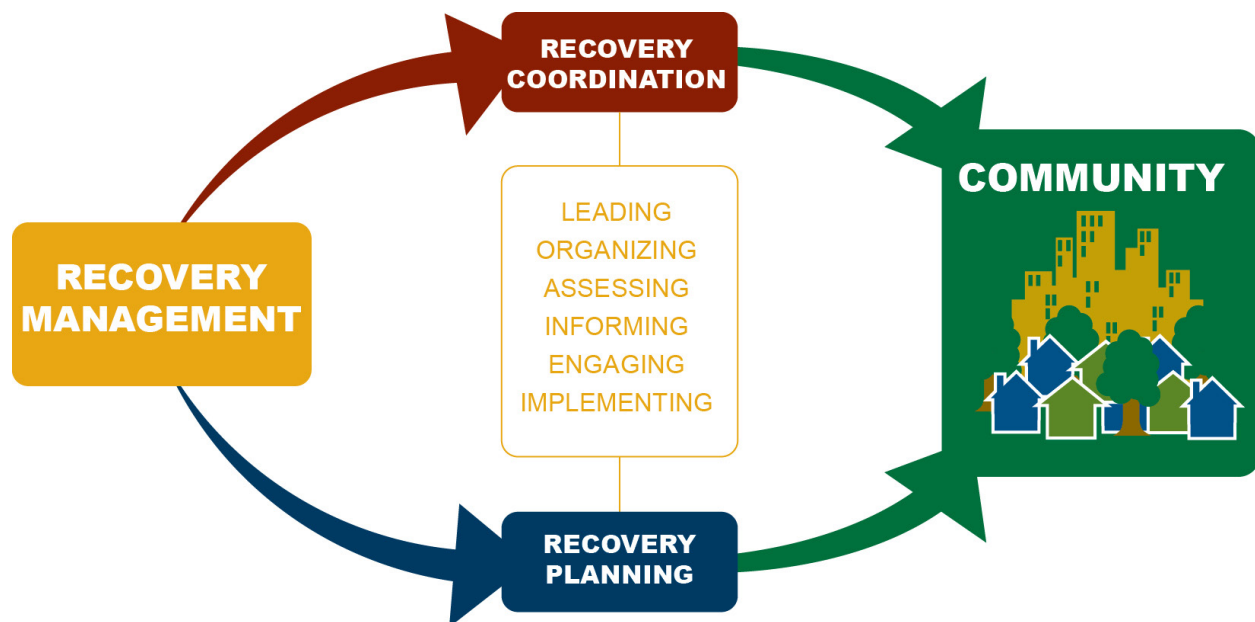 RECOVERY
COORDINATION
COMMUNITY
LEADING
ORGANIZING
ASSESSING
INFORMING
ENGAGING
IMPLEMENTING
RECOVERY
MANAGEMENT
RECOVERY
PLANNING